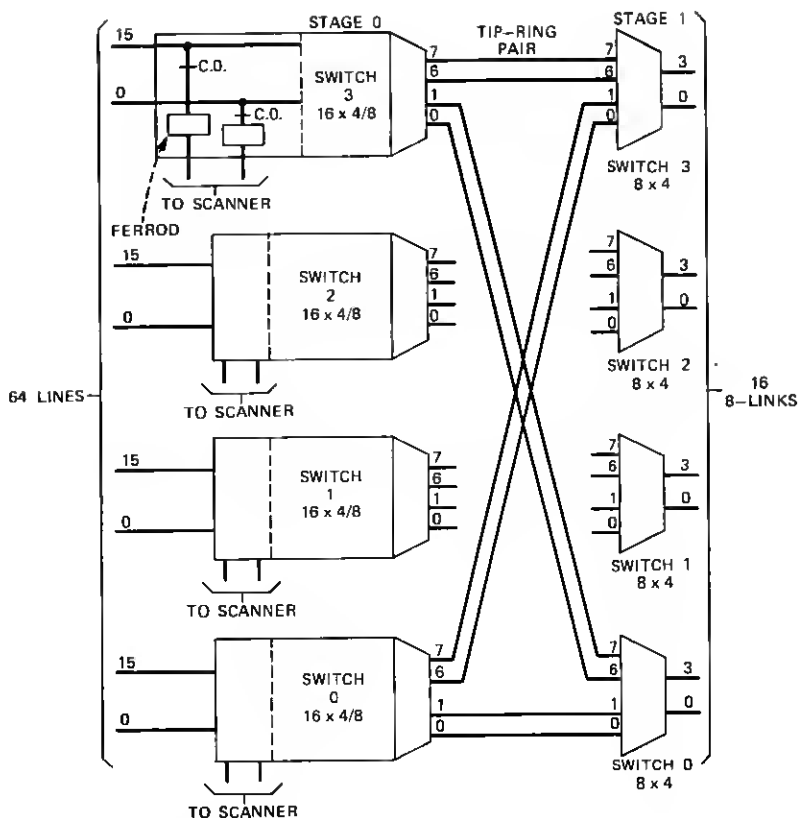 STAGE 0
STAGE 1
15
C.O.
0
C.O.
SWITCH
3
16 x 4/8
7
6
1
0
TIP-RING
PAIR
7
6
1
0
3
0
SWITCH 3
8 x 4
FERROD
TO SCANNER
15
0
SWITCH
2
16 x 4/8
7
6
1
0
7
6
1
0
3
0
SWITCH 2
8 x 4
TO SCANNER
64 LINES
16
8-LINKS
15
0
SWITCH
1
16 x 4/8
7
6
1
0
7
6
1
0
3
0
SWITCH 1
8 x 4
TO SCANNER
15
0
SWITCH
0
16 x 4/8
7
6
1
0
7
6
1
0
3
0
SWITCH 0
8 x 4
TO SCANNER